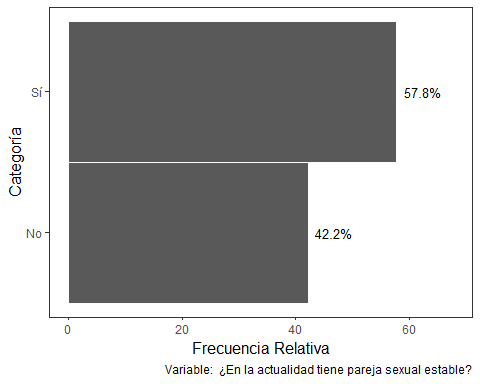 Sí
57.8%
Categoría
No
42.2%
0 20 40 60
Frecuencia Relativa
Variable: ¿En la actualidad tiene pareja sexual estable?